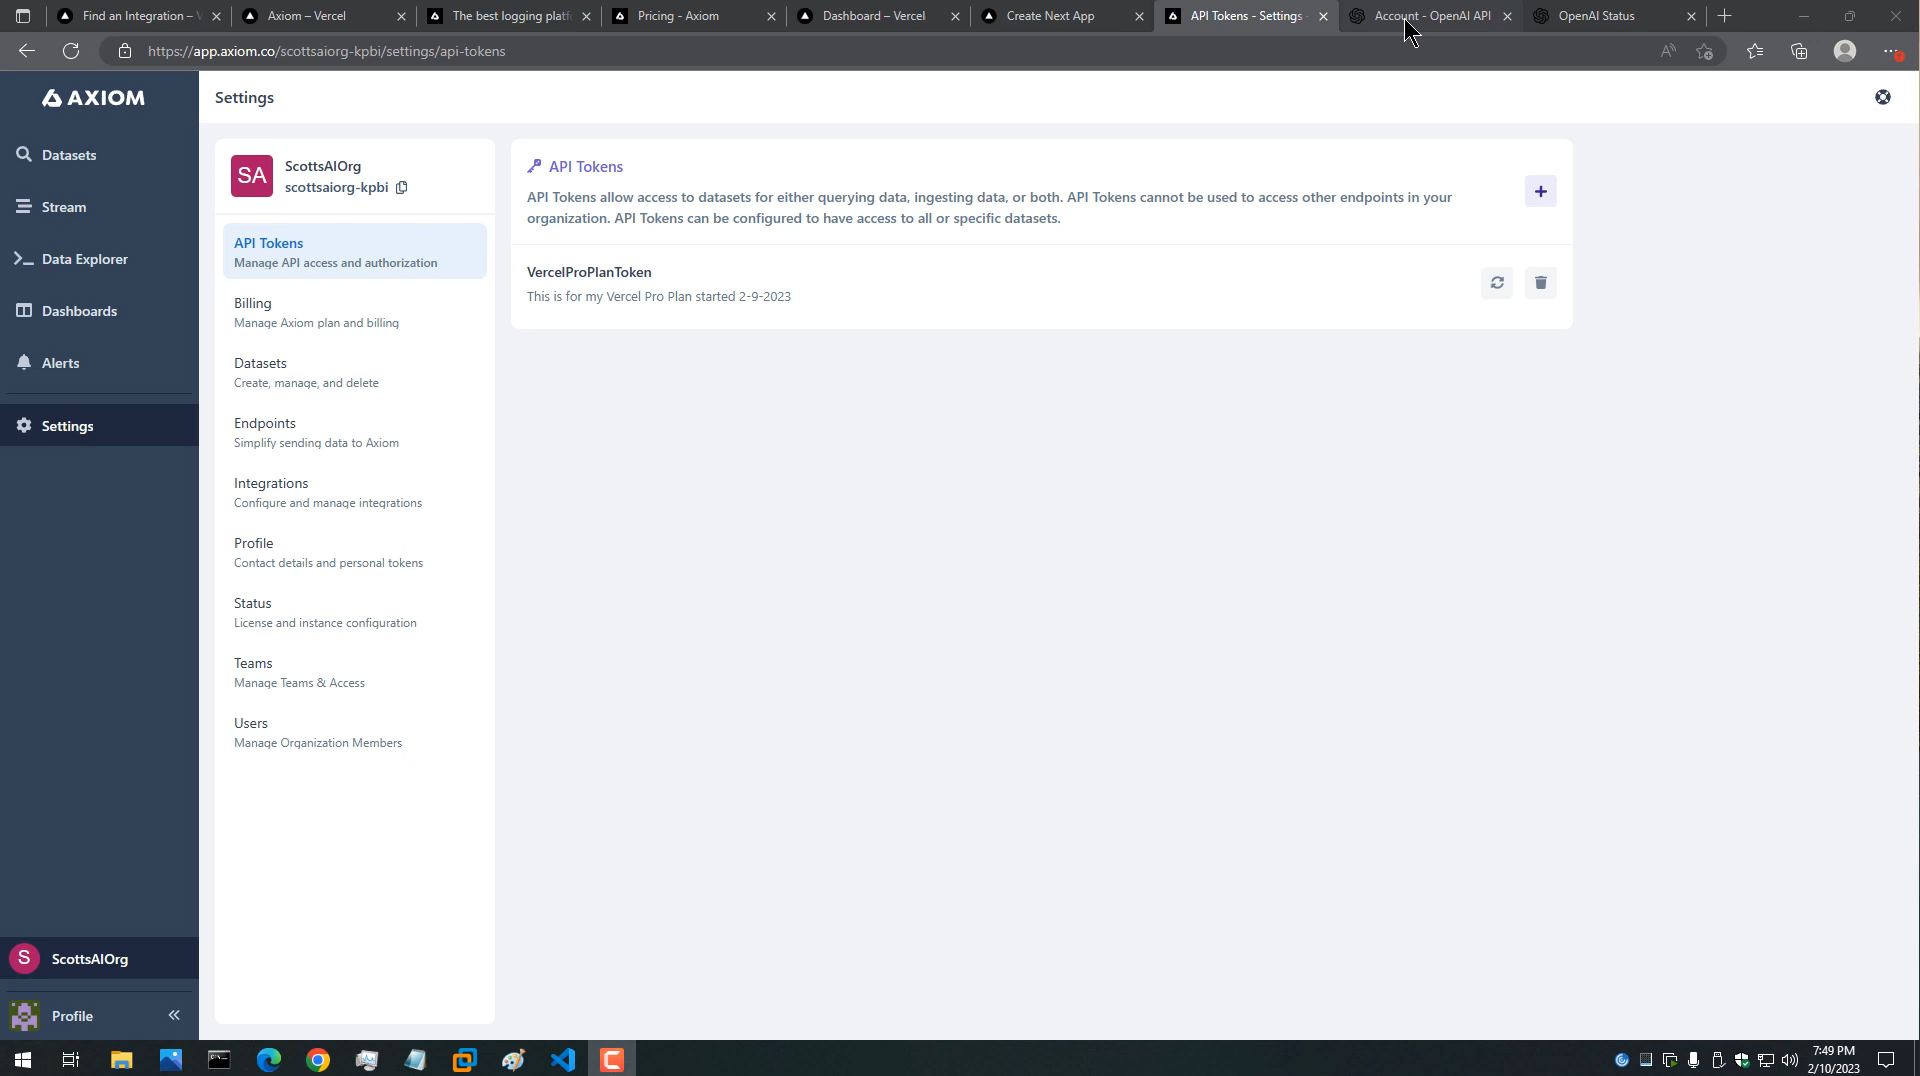 Find an Integration – V
Axiom – Vercel
The best logging platf
Pricing - Axiom
Dashboard – Vercel
Create Next App
API Tokens - Settings -
Account - OpenAI API
OpenAI Status
https://app.axiom.co/scottsaiorg-kpbi/settings/api-tokens
AXIOM
Settings
Datasets
Stream
Data Explorer
Dashboards
Alerts
Settings
SA
ScottsAIOrg
scottsaiorg-kpbi
API Tokens
Manage API access and authorization
Billing
Manage Axiom plan and billing
Datasets
Create, manage, and delete
Endpoints
Simplify sending data to Axiom
Integrations
Configure and manage integrations
Profile
Contact details and personal tokens
Status
License and instance configuration
Teams
Manage Teams & Access
Users
Manage Organization Members
API Tokens
API Tokens allow access to datasets for either querying data, ingesting data, or both. API Tokens cannot be used to access other endpoints in your
organization. API Tokens can be configured to have access to all or specific datasets.
VercelProPlanToken
This is for my Vercel Pro Plan started 2-9-2023
S
ScottsAIOrg
Profile
7:49 PM
2/10/2023